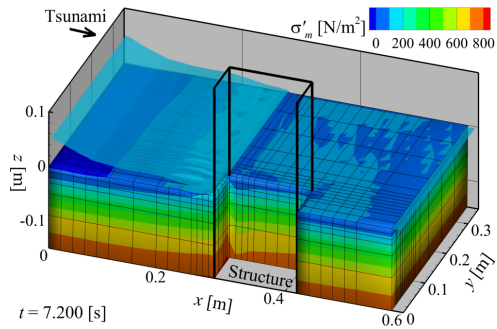 Tsunami
σ′ₘ [N/m²]
0 200 400 600 800
0.1
0
-0.1
z [m]
0
0.2
0.4
0.6
x [m]
Structure
0
0.1
0.2
0.3
y [m]
t = 7.200 [s]